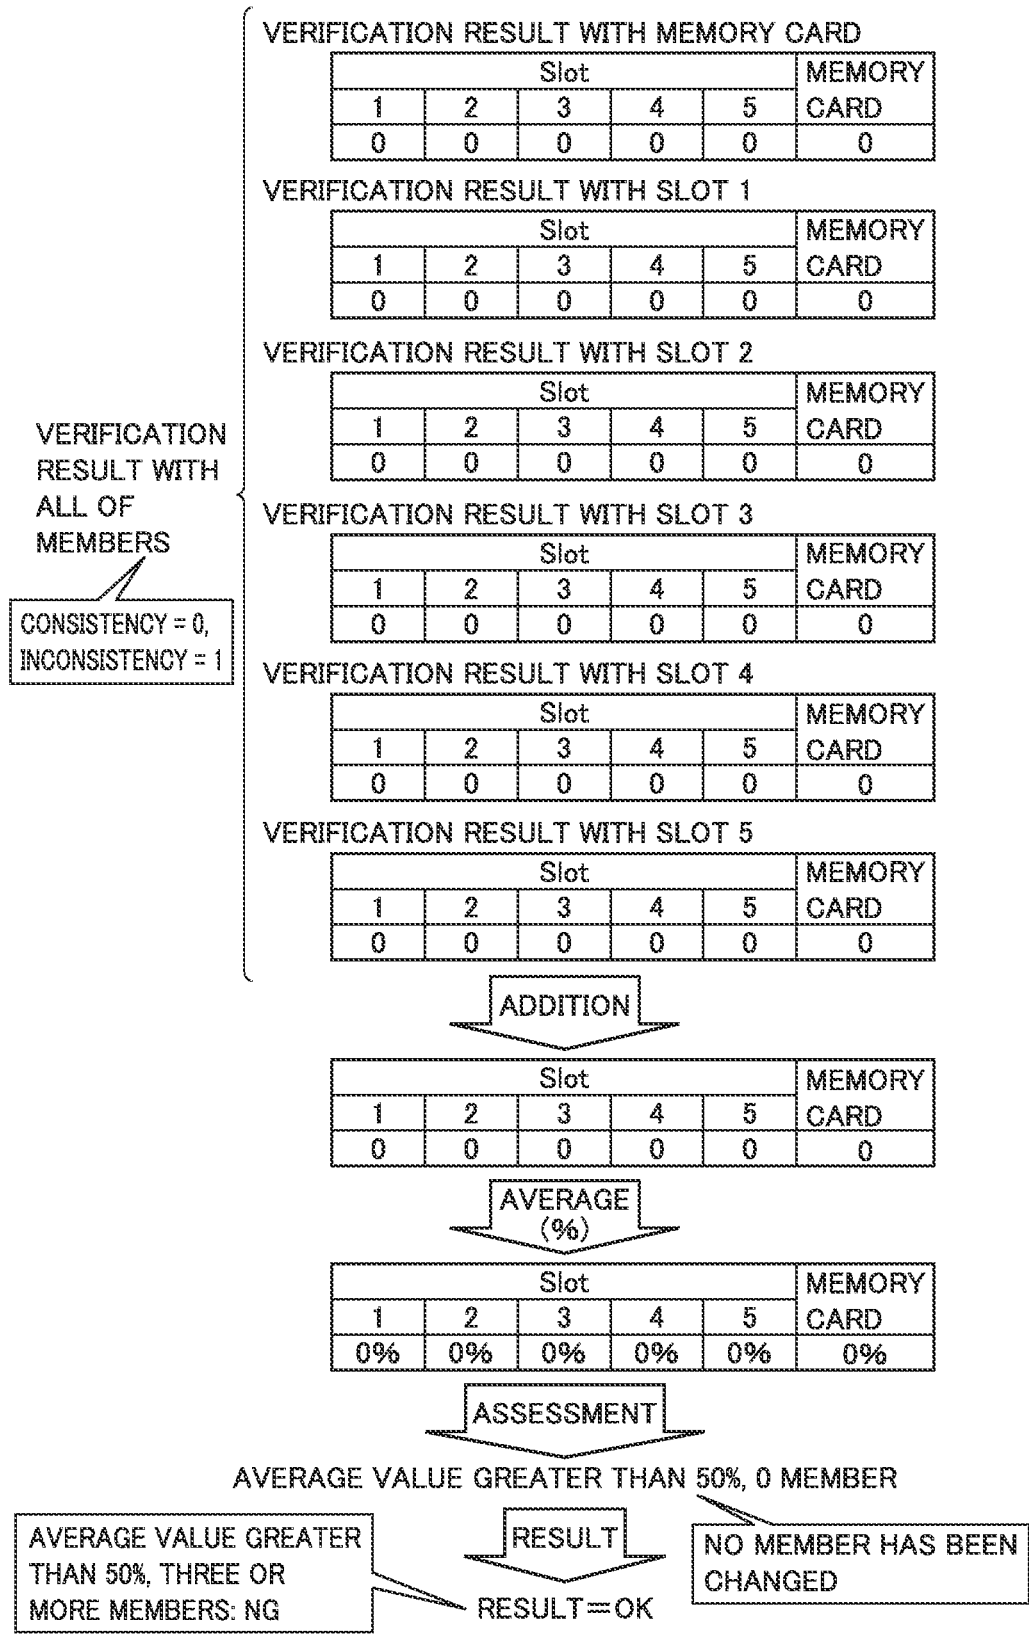 VERIFICATION RESULT WITH MEMORY CARD
Slot MEMORY
1 2 3 4 5 CARD
0 0 0 0 0 0
VERIFICATION RESULT WITH SLOT 1
Slot MEMORY
1 2 3 4 5 CARD
0 0 0 0 0 0
VERIFICATION RESULT WITH SLOT 2
Slot MEMORY
1 2 3 4 5 CARD
0 0 0 0 0 0
VERIFICATION
RESULT WITH
ALL OF
MEMBERS
CONSISTENCY = 0,
INCONSISTENCY = 1
VERIFICATION RESULT WITH SLOT 3
Slot MEMORY
1 2 3 4 5 CARD
0 0 0 0 0 0
VERIFICATION RESULT WITH SLOT 4
Slot MEMORY
1 2 3 4 5 CARD
0 0 0 0 0 0
VERIFICATION RESULT WITH SLOT 5
Slot MEMORY
1 2 3 4 5 CARD
0 0 0 0 0 0
ADDITION
Slot MEMORY
1 2 3 4 5 CARD
0 0 0 0 0 0
AVERAGE
(%)
Slot MEMORY
1 2 3 4 5 CARD
0% 0% 0% 0% 0% 0%
ASSESSMENT
AVERAGE VALUE GREATER THAN 50%, 0 MEMBER
NO MEMBER HAS BEEN
CHANGED
RESULT
AVERAGE VALUE GREATER
THAN 50%, THREE OR
MORE MEMBERS: NG
RESULT=OK